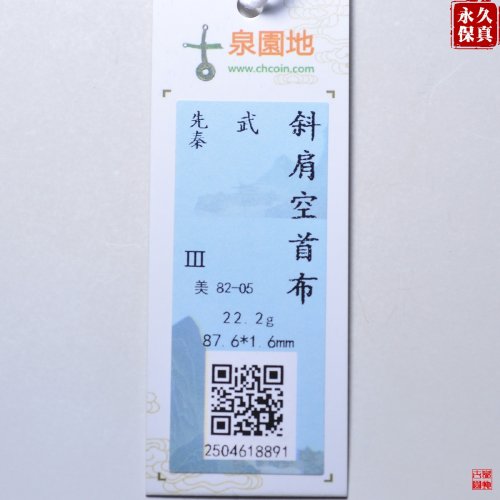 永久
保真
泉園地
www.chcoin.com
斜肩空首布
武
先秦
III
美 82-05
22.2g
87.6*1.6mm
2504618891